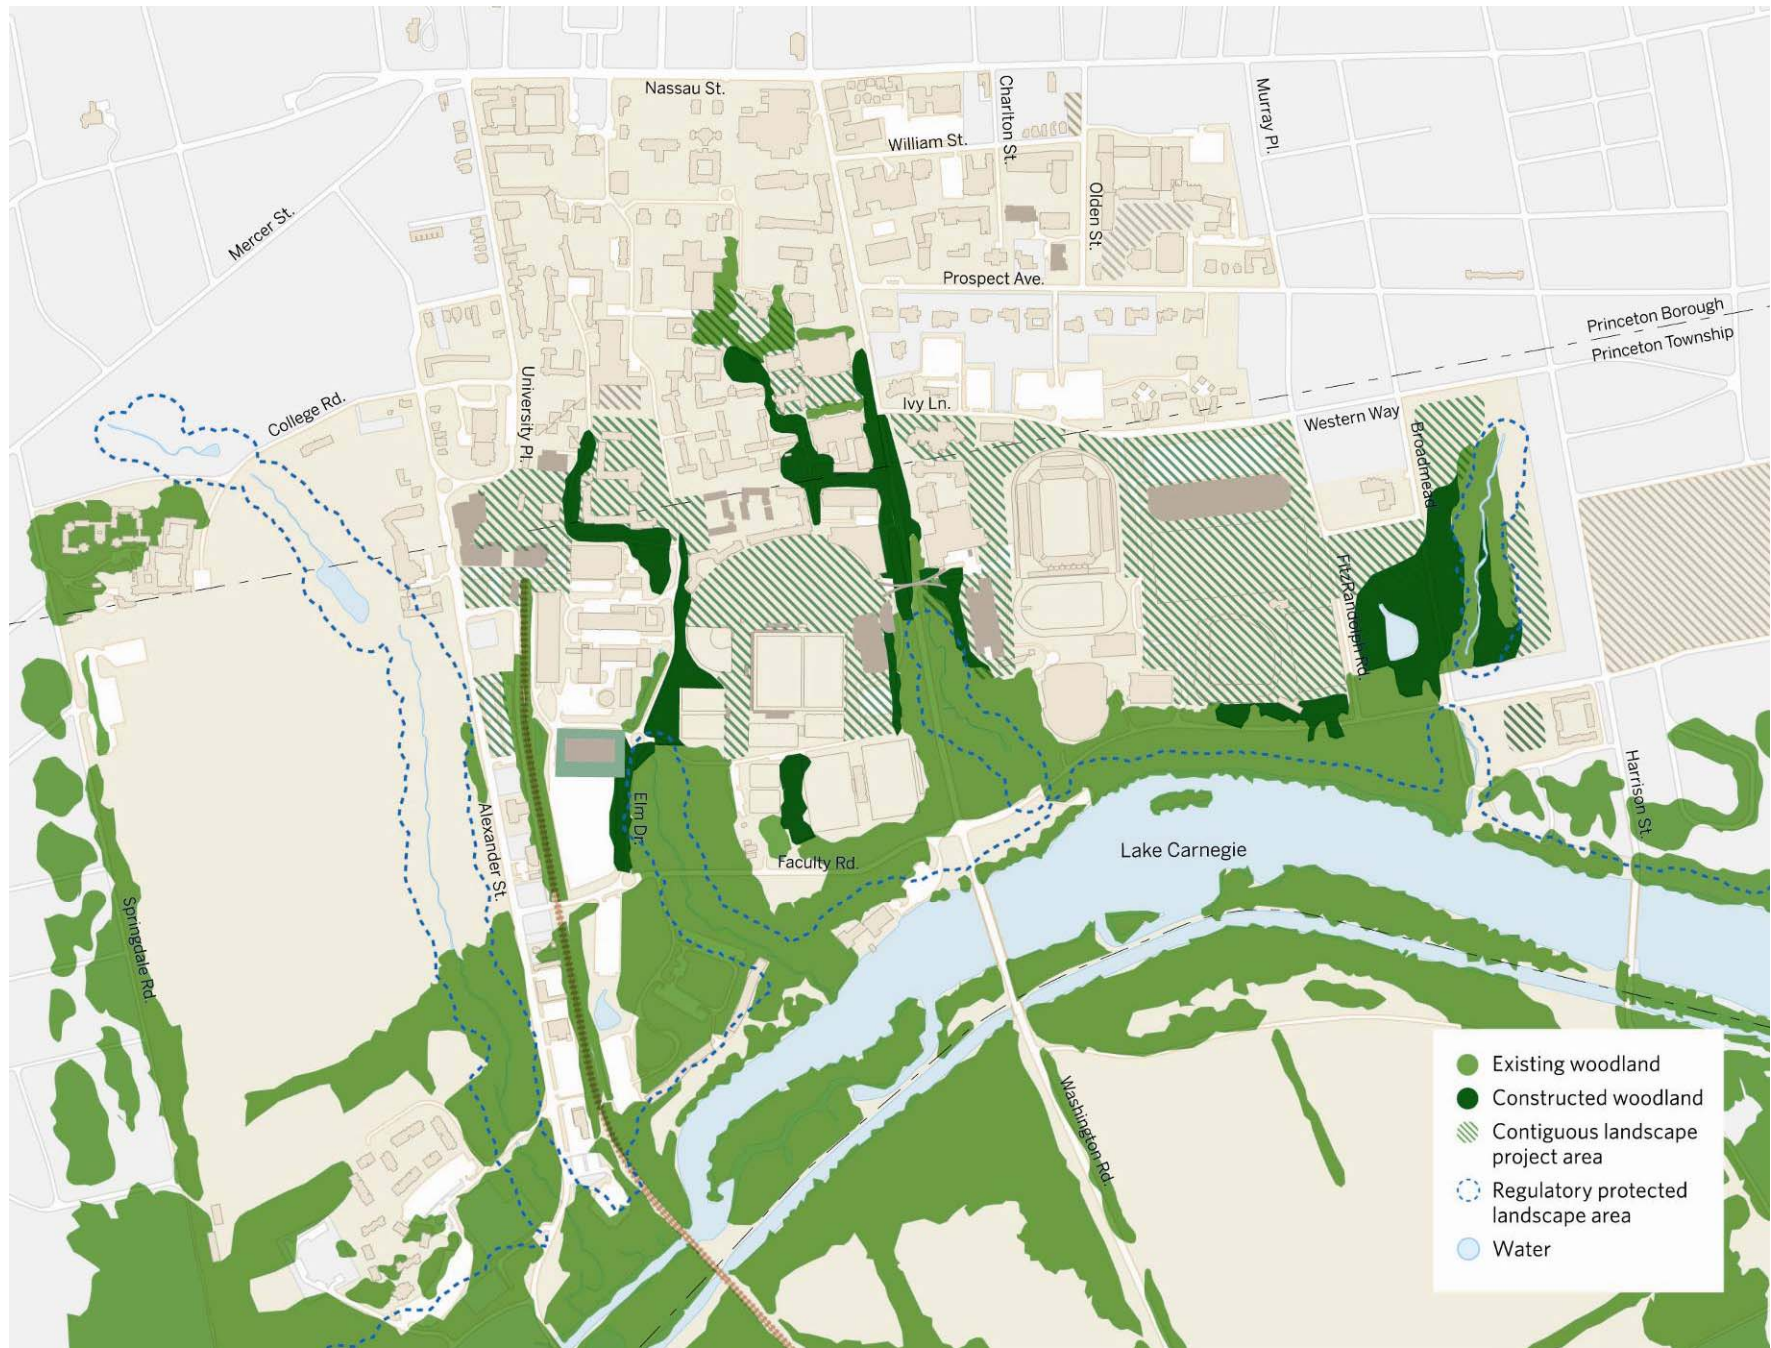 Nassau St.
Charlton St.
Murray Pl.
William St.
Mercer St.
Olden St.
Prospect Ave.
Princeton Borough
Princeton Township
University Pl.
College Rd.
Ivy Ln.
Western Way
Broadmead
FitzRandolph Rd.
Harrison St.
Elm Dr.
Alexander St.
Lake Carnegie
Faculty Rd.
Springdale Rd.
Washington Rd.
Existing woodland
Constructed woodland
Contiguous landscape
project area
Regulatory protected
landscape area
Water